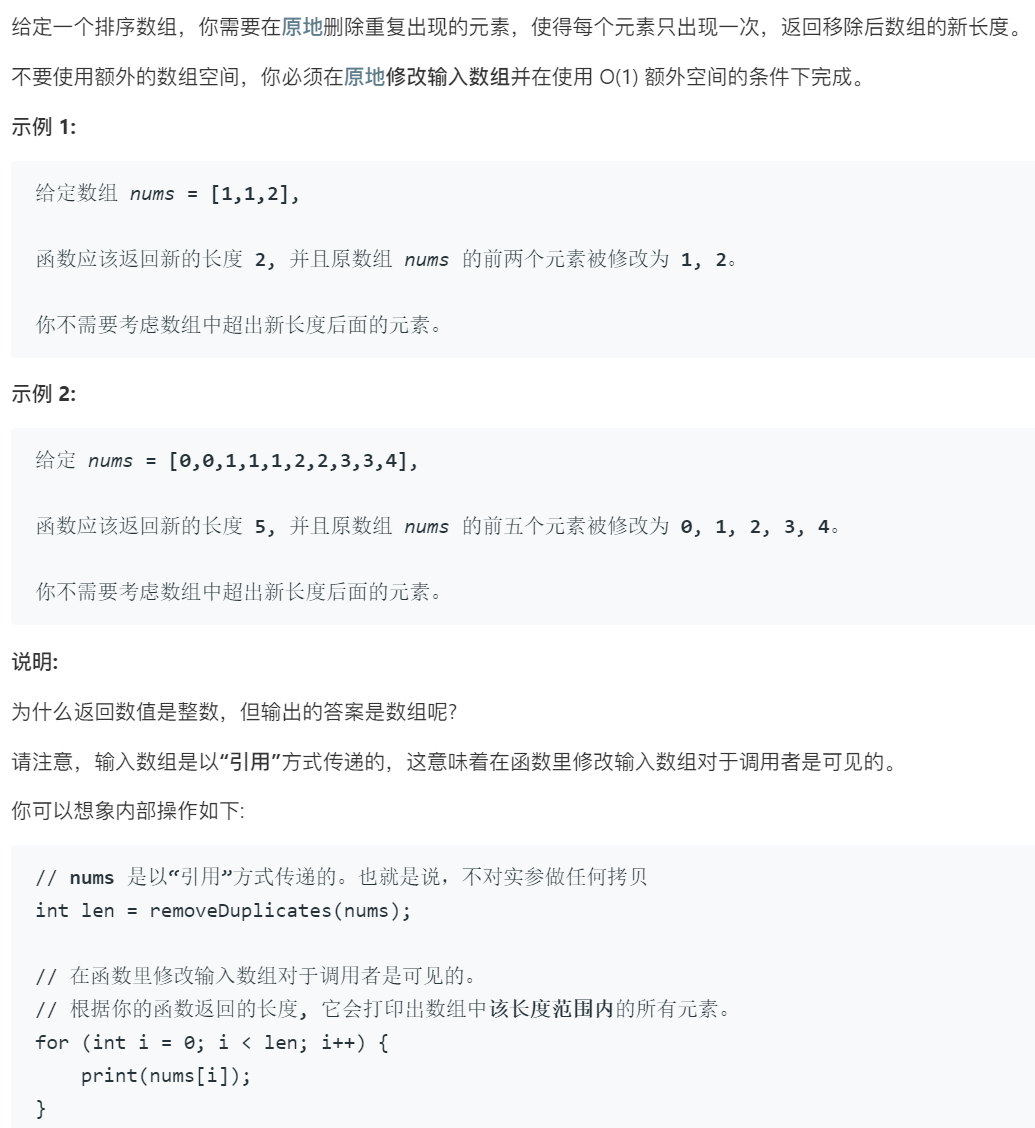 给定一个排序数组，你需要在原地删除重复出现的元素，使得每个元素只出现一次，返回移除后数组的新长度。
不要使用额外的数组空间，你必须在原地修改输入数组并在使用 O(1) 额外空间的条件下完成。
示例 1:
给定数组 nums = [1,1,2],
函数应该返回新的长度 2, 并且原数组 nums 的前两个元素被修改为 1, 2。
你不需要考虑数组中超出新长度后面的元素。
示例 2:
给定 nums = [0,0,1,1,1,2,2,3,3,4],
函数应该返回新的长度 5, 并且原数组 nums 的前五个元素被修改为 0, 1, 2, 3, 4。
你不需要考虑数组中超出新长度后面的元素。
说明:
为什么返回数值是整数，但输出的答案是数组呢?
请注意，输入数组是以“引用”方式传递的，这意味着在函数里修改输入数组对于调用者是可见的。
你可以想象内部操作如下:
// nums 是以“引用”方式传递的。也就是说，不对实参做任何拷贝
int len = removeDuplicates(nums);
// 在函数里修改输入数组对于调用者是可见的。
// 根据你的函数返回的长度, 它会打印出数组中该长度范围内的所有元素。
for (int i = 0; i < len; i++) {
    print(nums[i]);
}